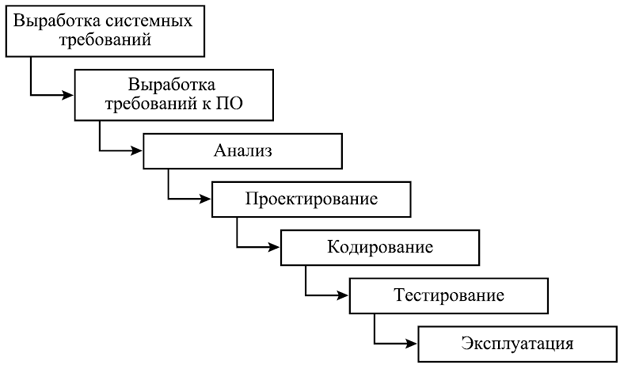 Выработка системных
требований
Выработка
требований к ПО
Анализ
Проектирование
Кодирование
Тестирование
Эксплуатация